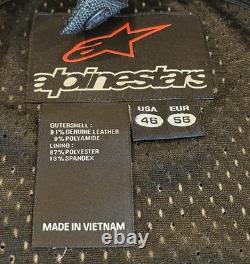 alpinestars
USA EUR
46 56
OUTERSHELL:
91% GENUINE LEATHER
9% POLYAMIDE
LINING:
87% POLYESTER
13% SPANDEX
MADE IN VIETNAM